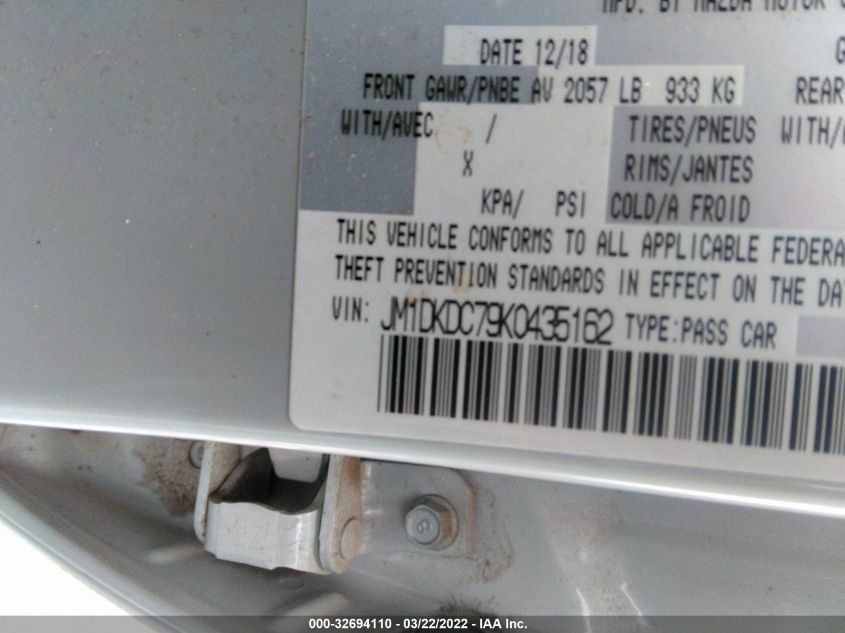 MFD. BY MAZDA MOTOR
DATE 12/18
FRONT GAWR/PNBE AV 2057 LB 933 KG REAR
WITH/AVEC / TIRES/PNEUS WITH/
X RIMS/JANTES
KPA/ PSI COLD/A FROID
THIS VEHICLE CONFORMS TO ALL APPLICABLE FEDERA
THEFT PREVENTION STANDARDS IN EFFECT ON THE DA
VIN: JM1DKDC79K0435162 TYPE:PASS CAR
000-32694110 - 03/22/2022 - IAA Inc.